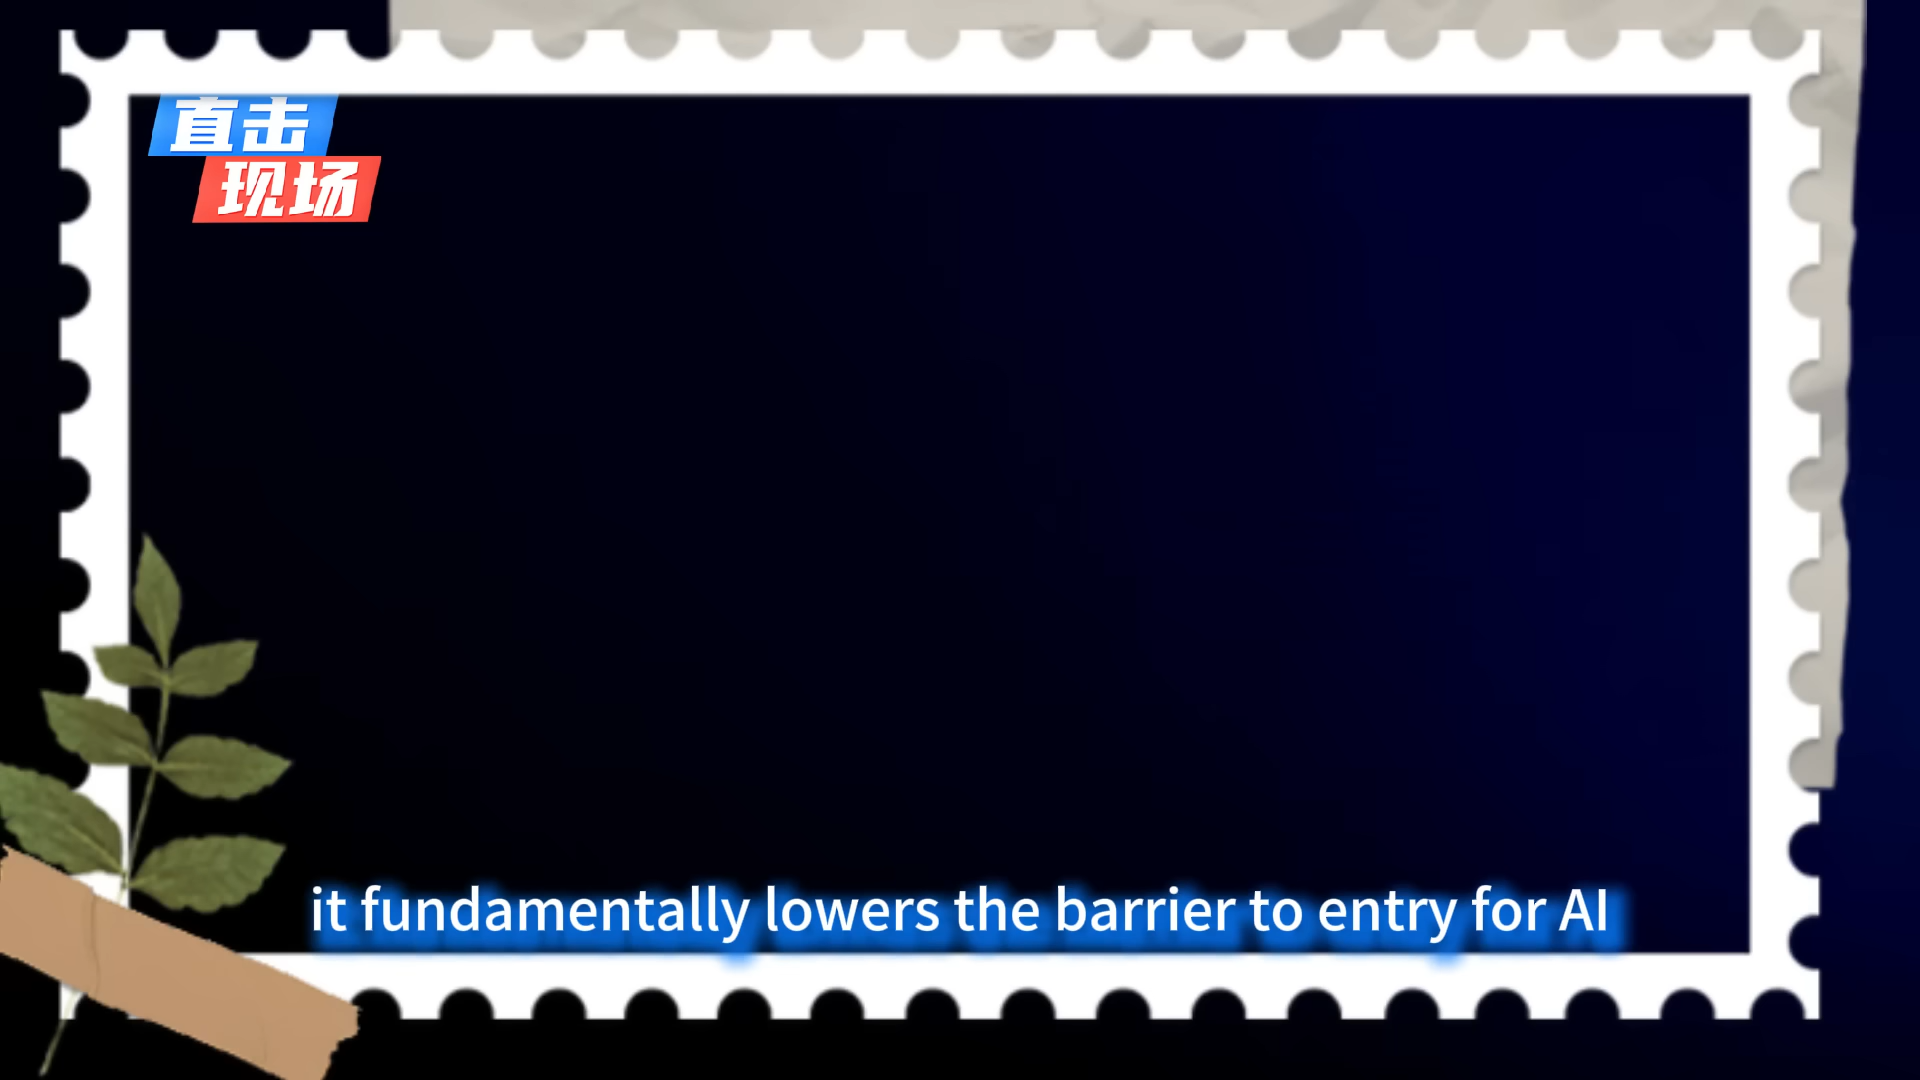 直击
现场
it fundamentally lowers the barrier to entry for AI